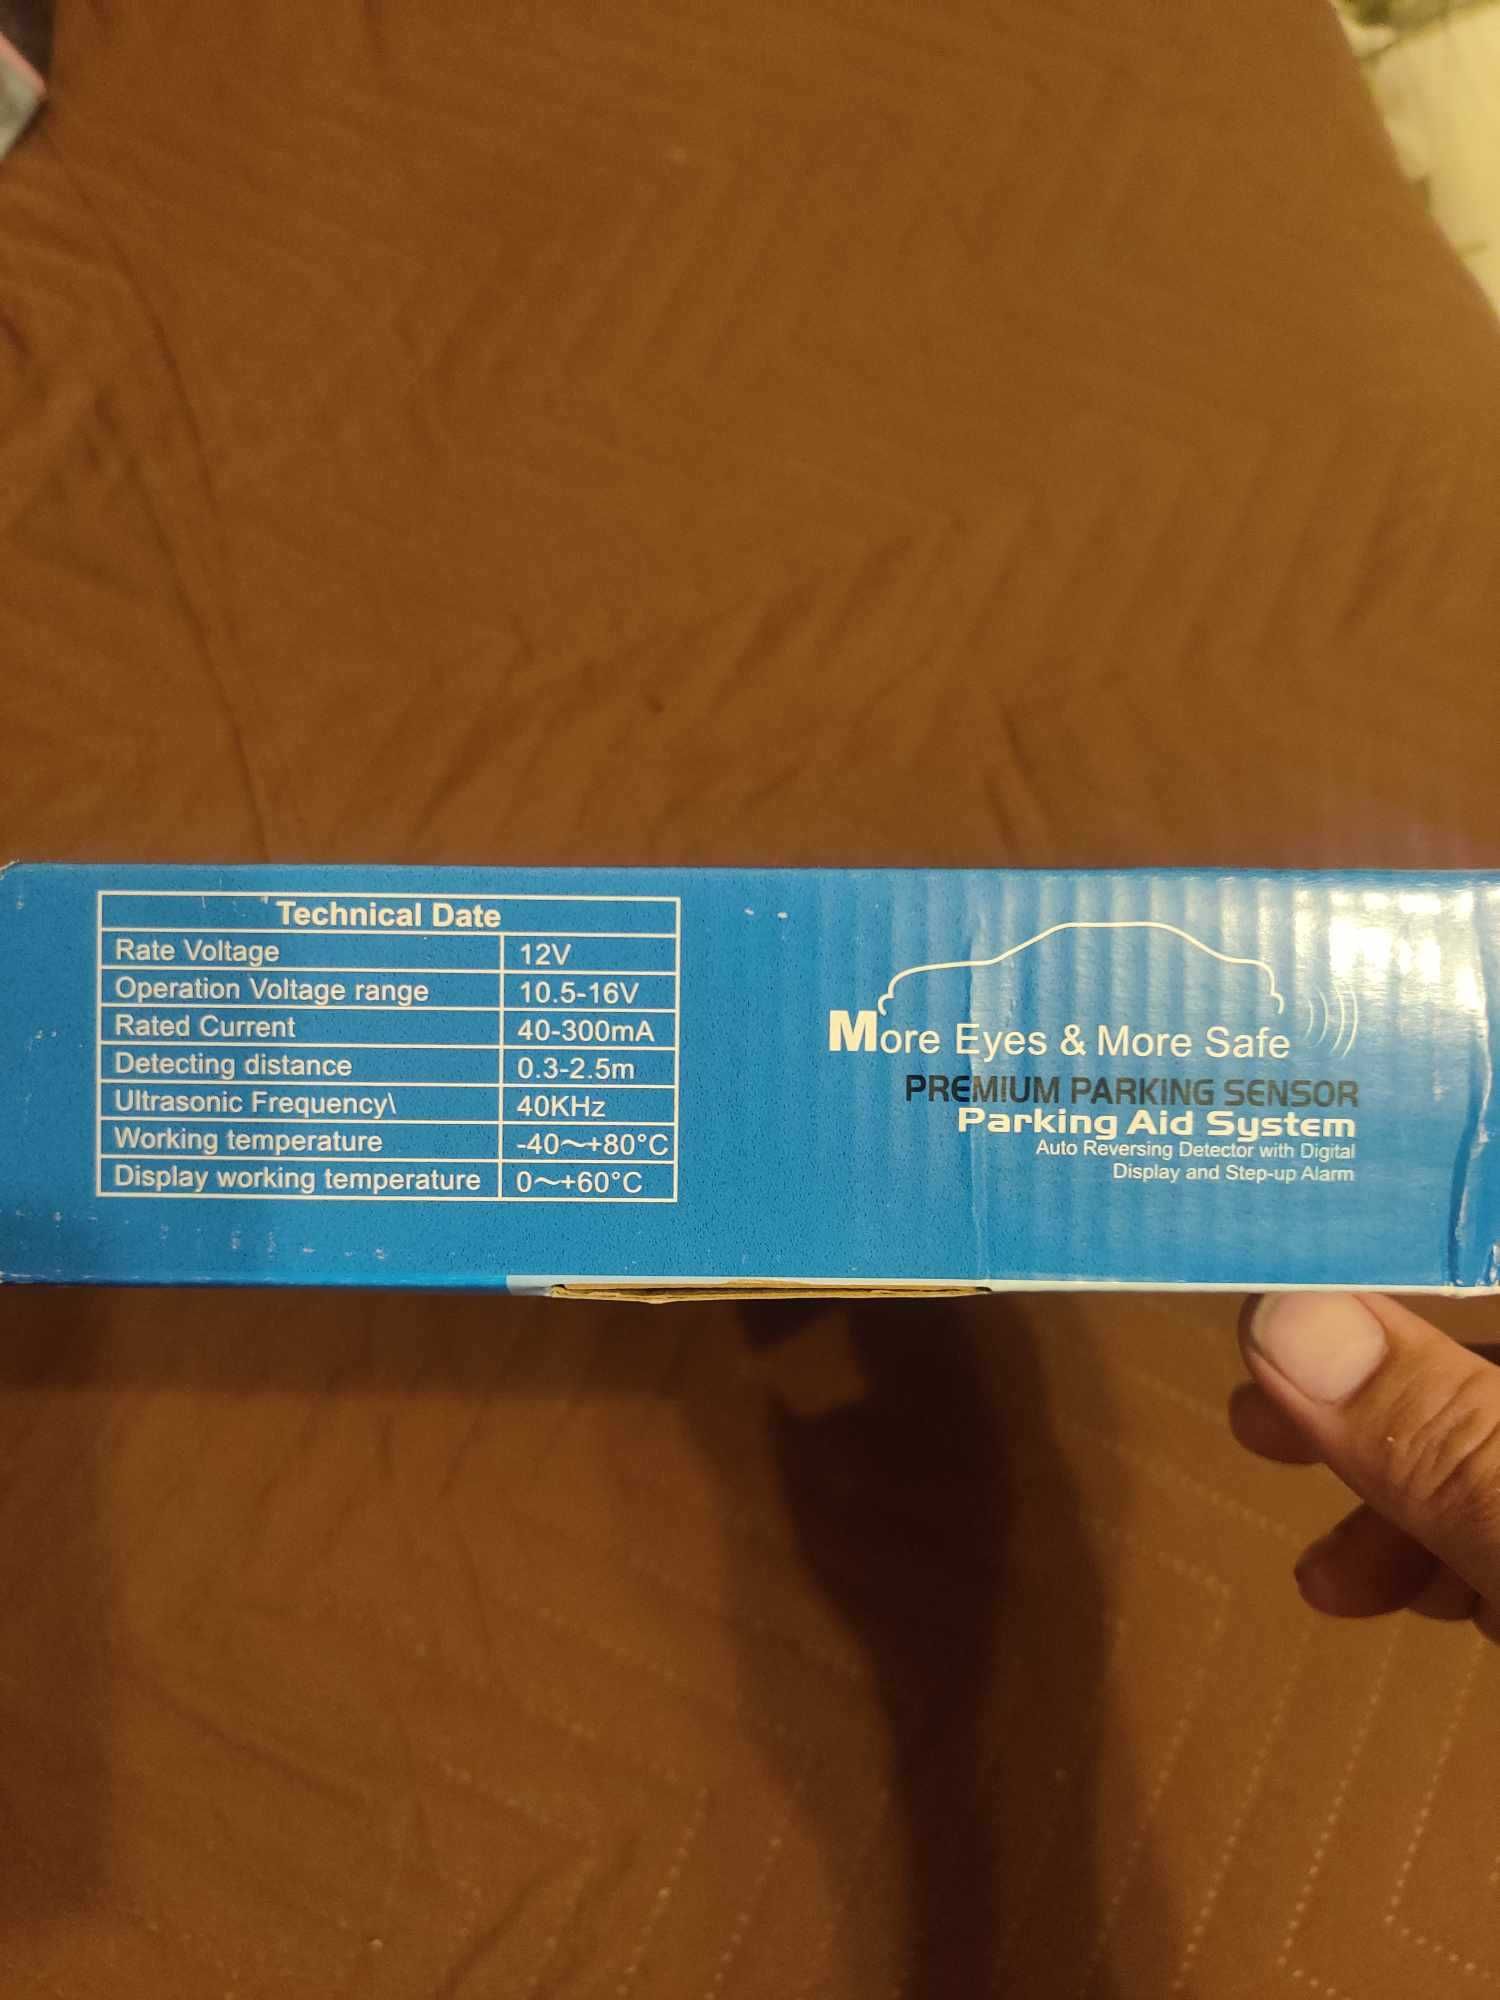 Technical Date
Rate Voltage 12V
Operation Voltage range 10.5-16V
Rated Current 40-300mA
Detecting distance 0.3-2.5m
Ultrasonic Frequency\ 40KHz
Working temperature -40～+80°C
Display working temperature 0～+60°C
More Eyes & More Safe
PREMIUM PARKING SENSOR
Parking Aid System
Auto Reversing Detector with Digital
Display and Step-up Alarm